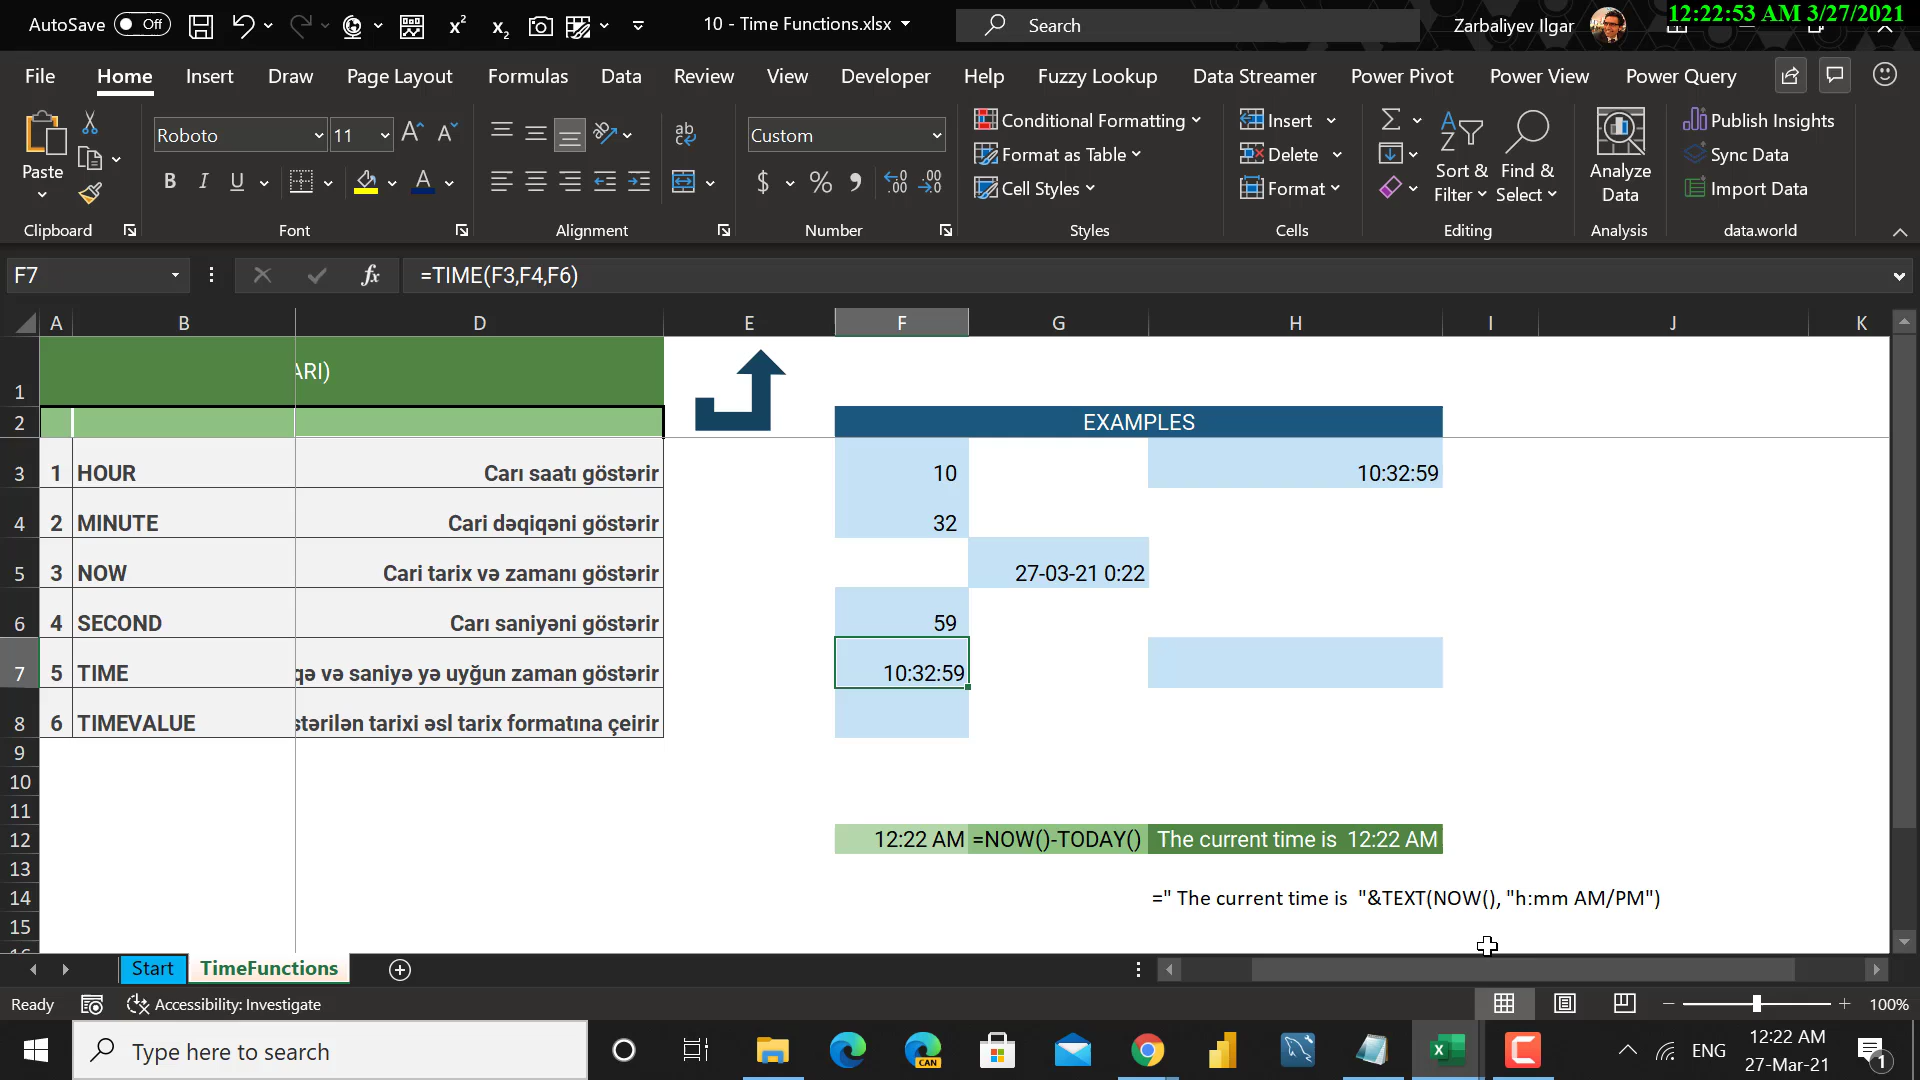 12:22:53 AM 3/27/2021
AutoSave Off 10 - Time Functions.xlsx Search Zarbaliyev Ilgar
File Home Insert Draw Page Layout Formulas Data Review View Developer Help Fuzzy Lookup Data Streamer Power Pivot Power View Power Query
Paste
Clipboard
Roboto 11
B I U
Font
Alignment
Custom
Number
Conditional Formatting
Format as Table
Cell Styles
Styles
Insert
Delete
Format
Cells
Sort & Filter
Find & Select
Editing
Analyze Data
Analysis
Publish Insights
Sync Data
Import Data
data.world
F7 fx =TIME(F3,F4,F6)
A B D E F G H I J K
1 ARI)
2 EXAMPLES
3 1 HOUR Carı saatı göstərir 10 10:32:59
4 2 MINUTE Cari dəqiqəni göstərir 32
5 3 NOW Cari tarix və zamanı göstərir 27-03-21 0:22
6 4 SECOND Carı saniyəni göstərir 59
7 5 TIME qə və saniyə yə uyğun zaman göstərir 10:32:59
8 6 TIMEVALUE stərilən tarixi əsl tarix formatına çeirir
9
10
11
12 12:22 AM =NOW()-TODAY() The current time is 12:22 AM
13
14 =" The current time is "&TEXT(NOW(), "h:mm AM/PM")
15
Start TimeFunctions
Ready Accessibility: Investigate 100%
Type here to search CAN ENG 12:22 AM
27-Mar-21 1